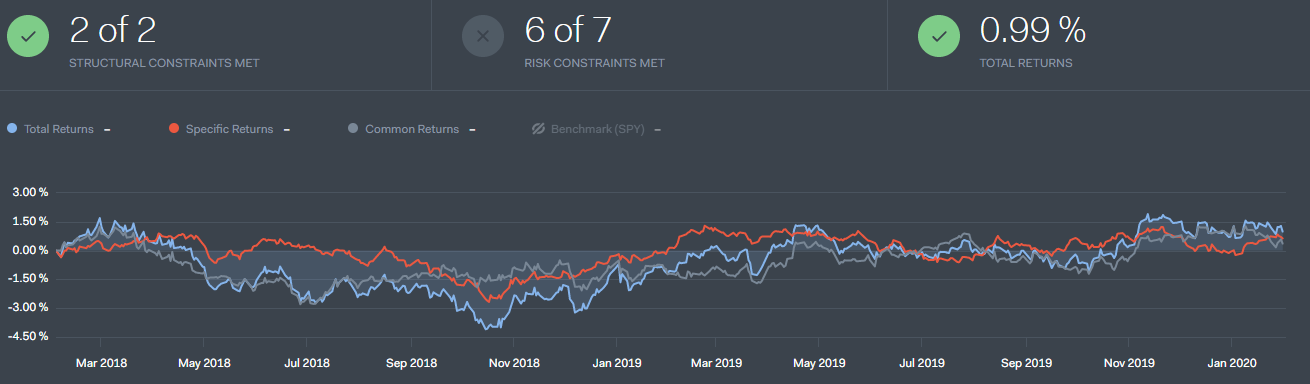 2 of 2
STRUCTURAL CONSTRAINTS MET
6 of 7
RISK CONSTRAINTS MET
0.99 %
TOTAL RETURNS
Total Returns –
Specific Returns –
Common Returns –
Benchmark (SPY) –
3.00 %
1.50 %
0.00 %
-1.50 %
-3.00 %
-4.50 %
Mar 2018 May 2018 Jul 2018 Sep 2018 Nov 2018 Jan 2019 Mar 2019 May 2019 Jul 2019 Sep 2019 Nov 2019 Jan 2020